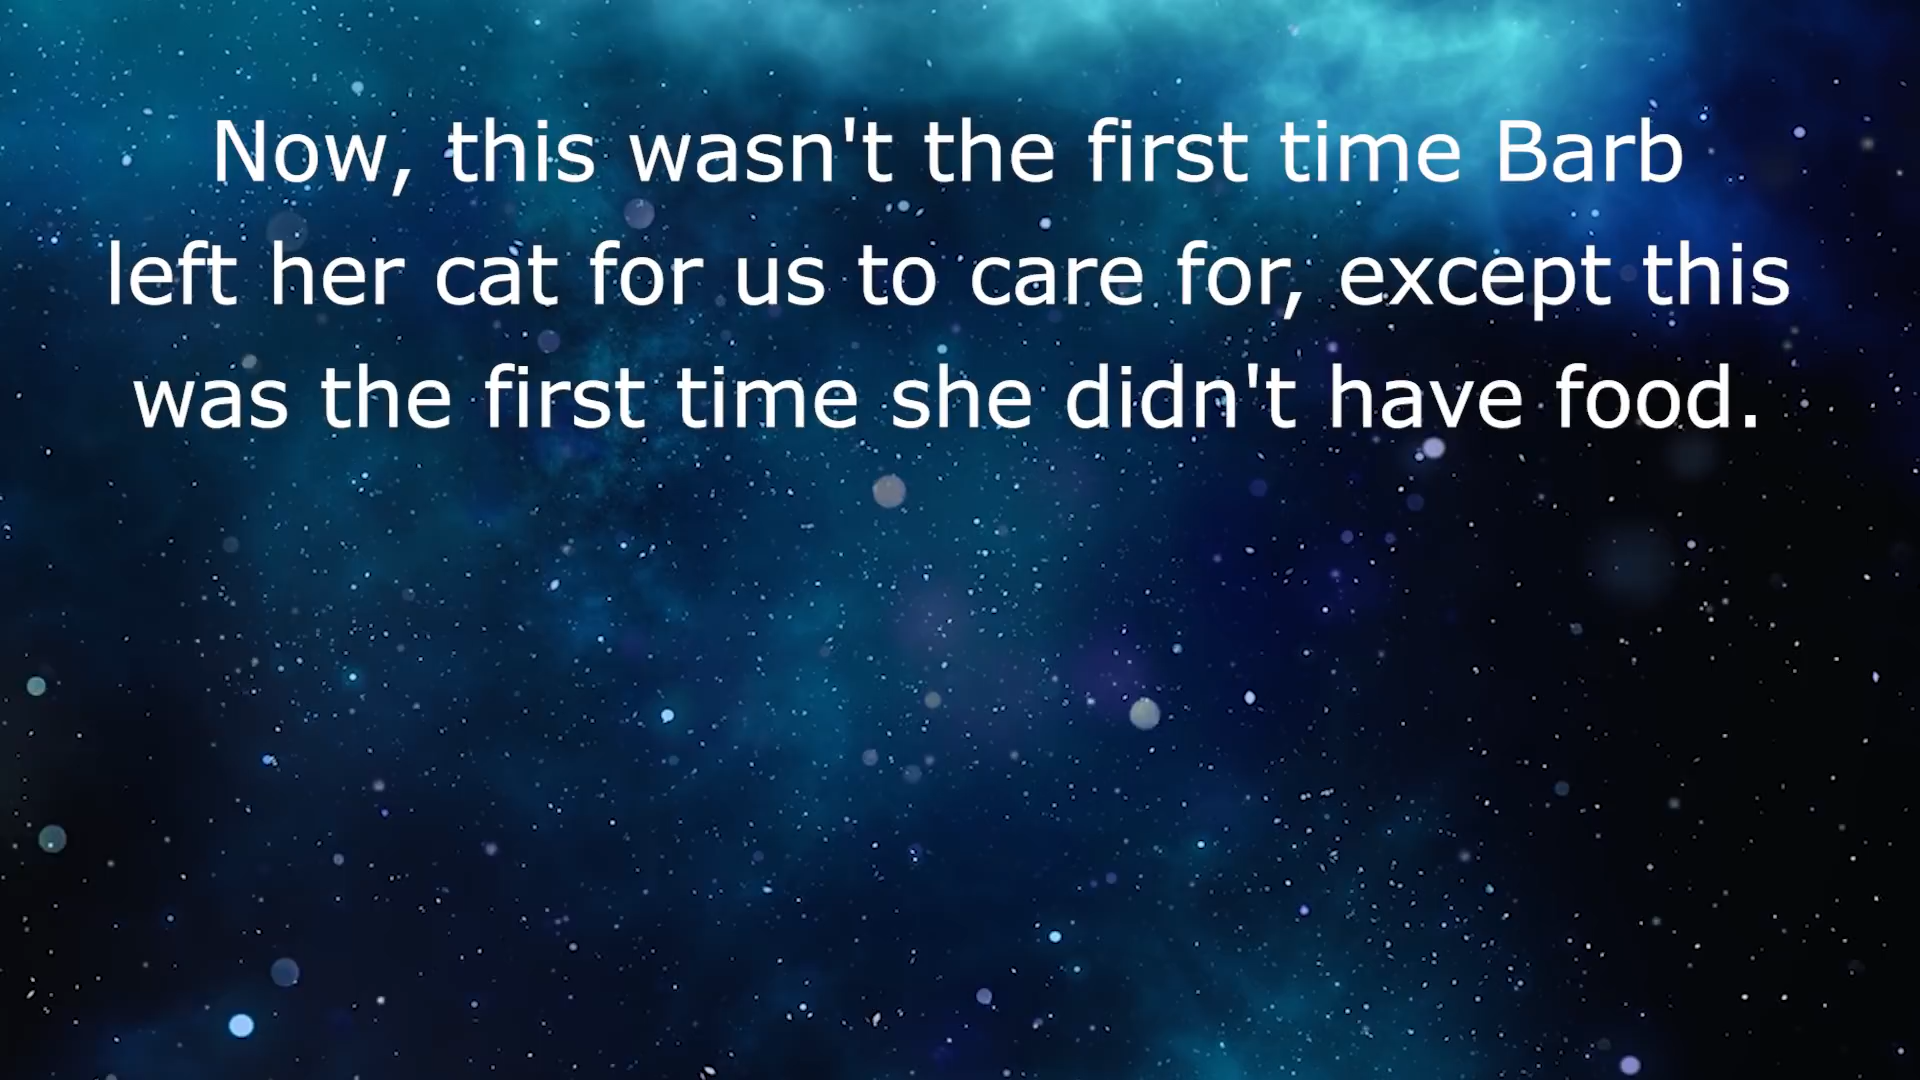 Now, this wasn't the first time Barb
left her cat for us to care for, except this
was the first time she didn't have food.